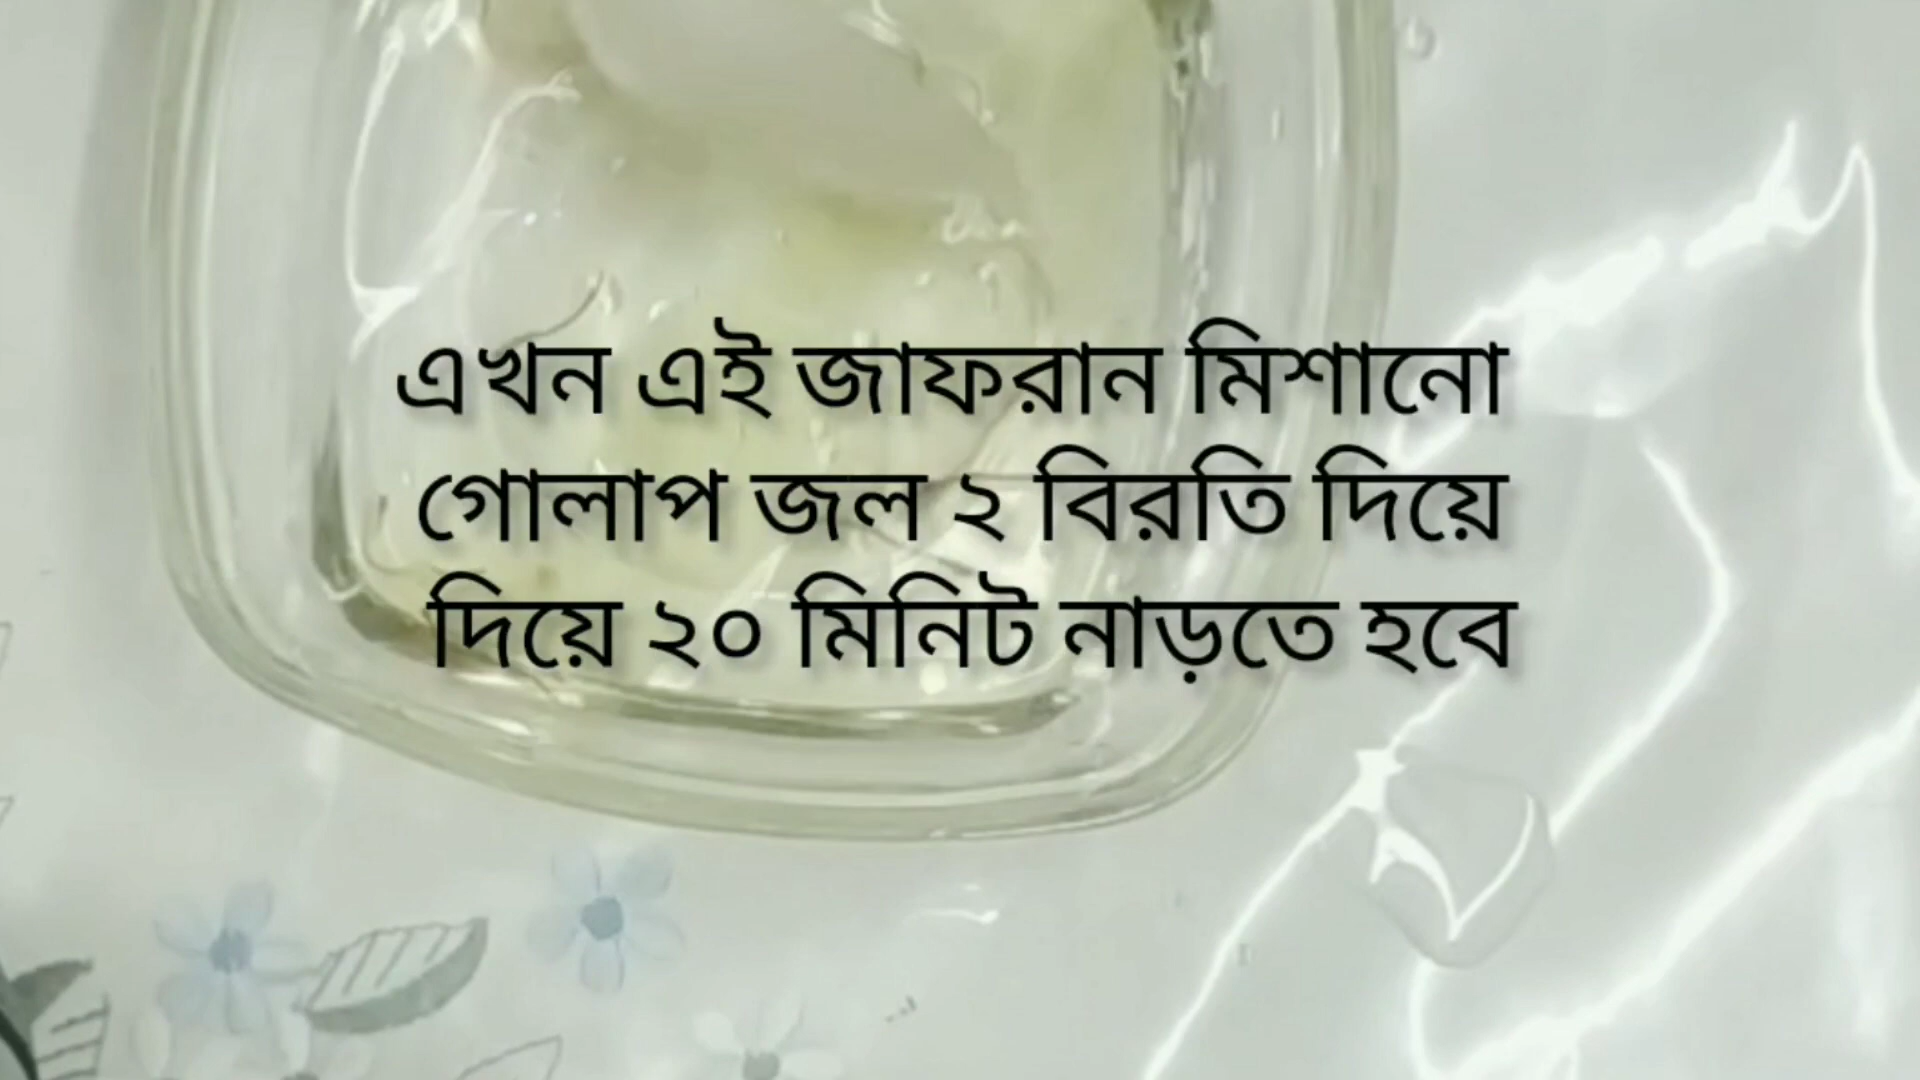 এখন এই জাফরান মিশানো
গোলাপ জল ২ বিরতি দিয়ে
দিয়ে ২০ মিনিট নাড়তে হবে